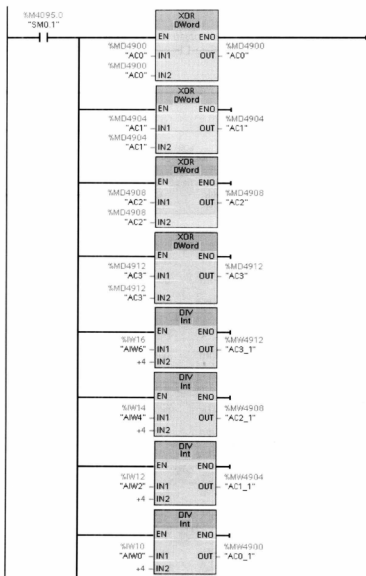 %M4095.0
"SM0.1"
XOR
DWord
EN ENO
%MD4900
"AC0" IN1 OUT %MD4900
"AC0"
%MD4900
"AC0" IN2
XOR
DWord
EN ENO
%MD4904
"AC1" IN1 OUT %MD4904
"AC1"
%MD4904
"AC1" IN2
XOR
DWord
EN ENO
%MD4908
"AC2" IN1 OUT %MD4908
"AC2"
%MD4908
"AC2" IN2
XOR
DWord
EN ENO
%MD4912
"AC3" IN1 OUT %MD4912
"AC3"
%MD4912
"AC3" IN2
DIV
Int
EN ENO
%IW16
"AIW6" IN1 OUT %MW4912
"AC3_1"
+4 IN2
DIV
Int
EN ENO
%IW14
"AIW4" IN1 OUT %MW4908
"AC2_1"
+4 IN2
DIV
Int
EN ENO
%IW12
"AIW2" IN1 OUT %MW4904
"AC1_1"
+4 IN2
DIV
Int
EN ENO
%IW10
"AIW0" IN1 OUT %MW4900
"AC0_1"
+4 IN2